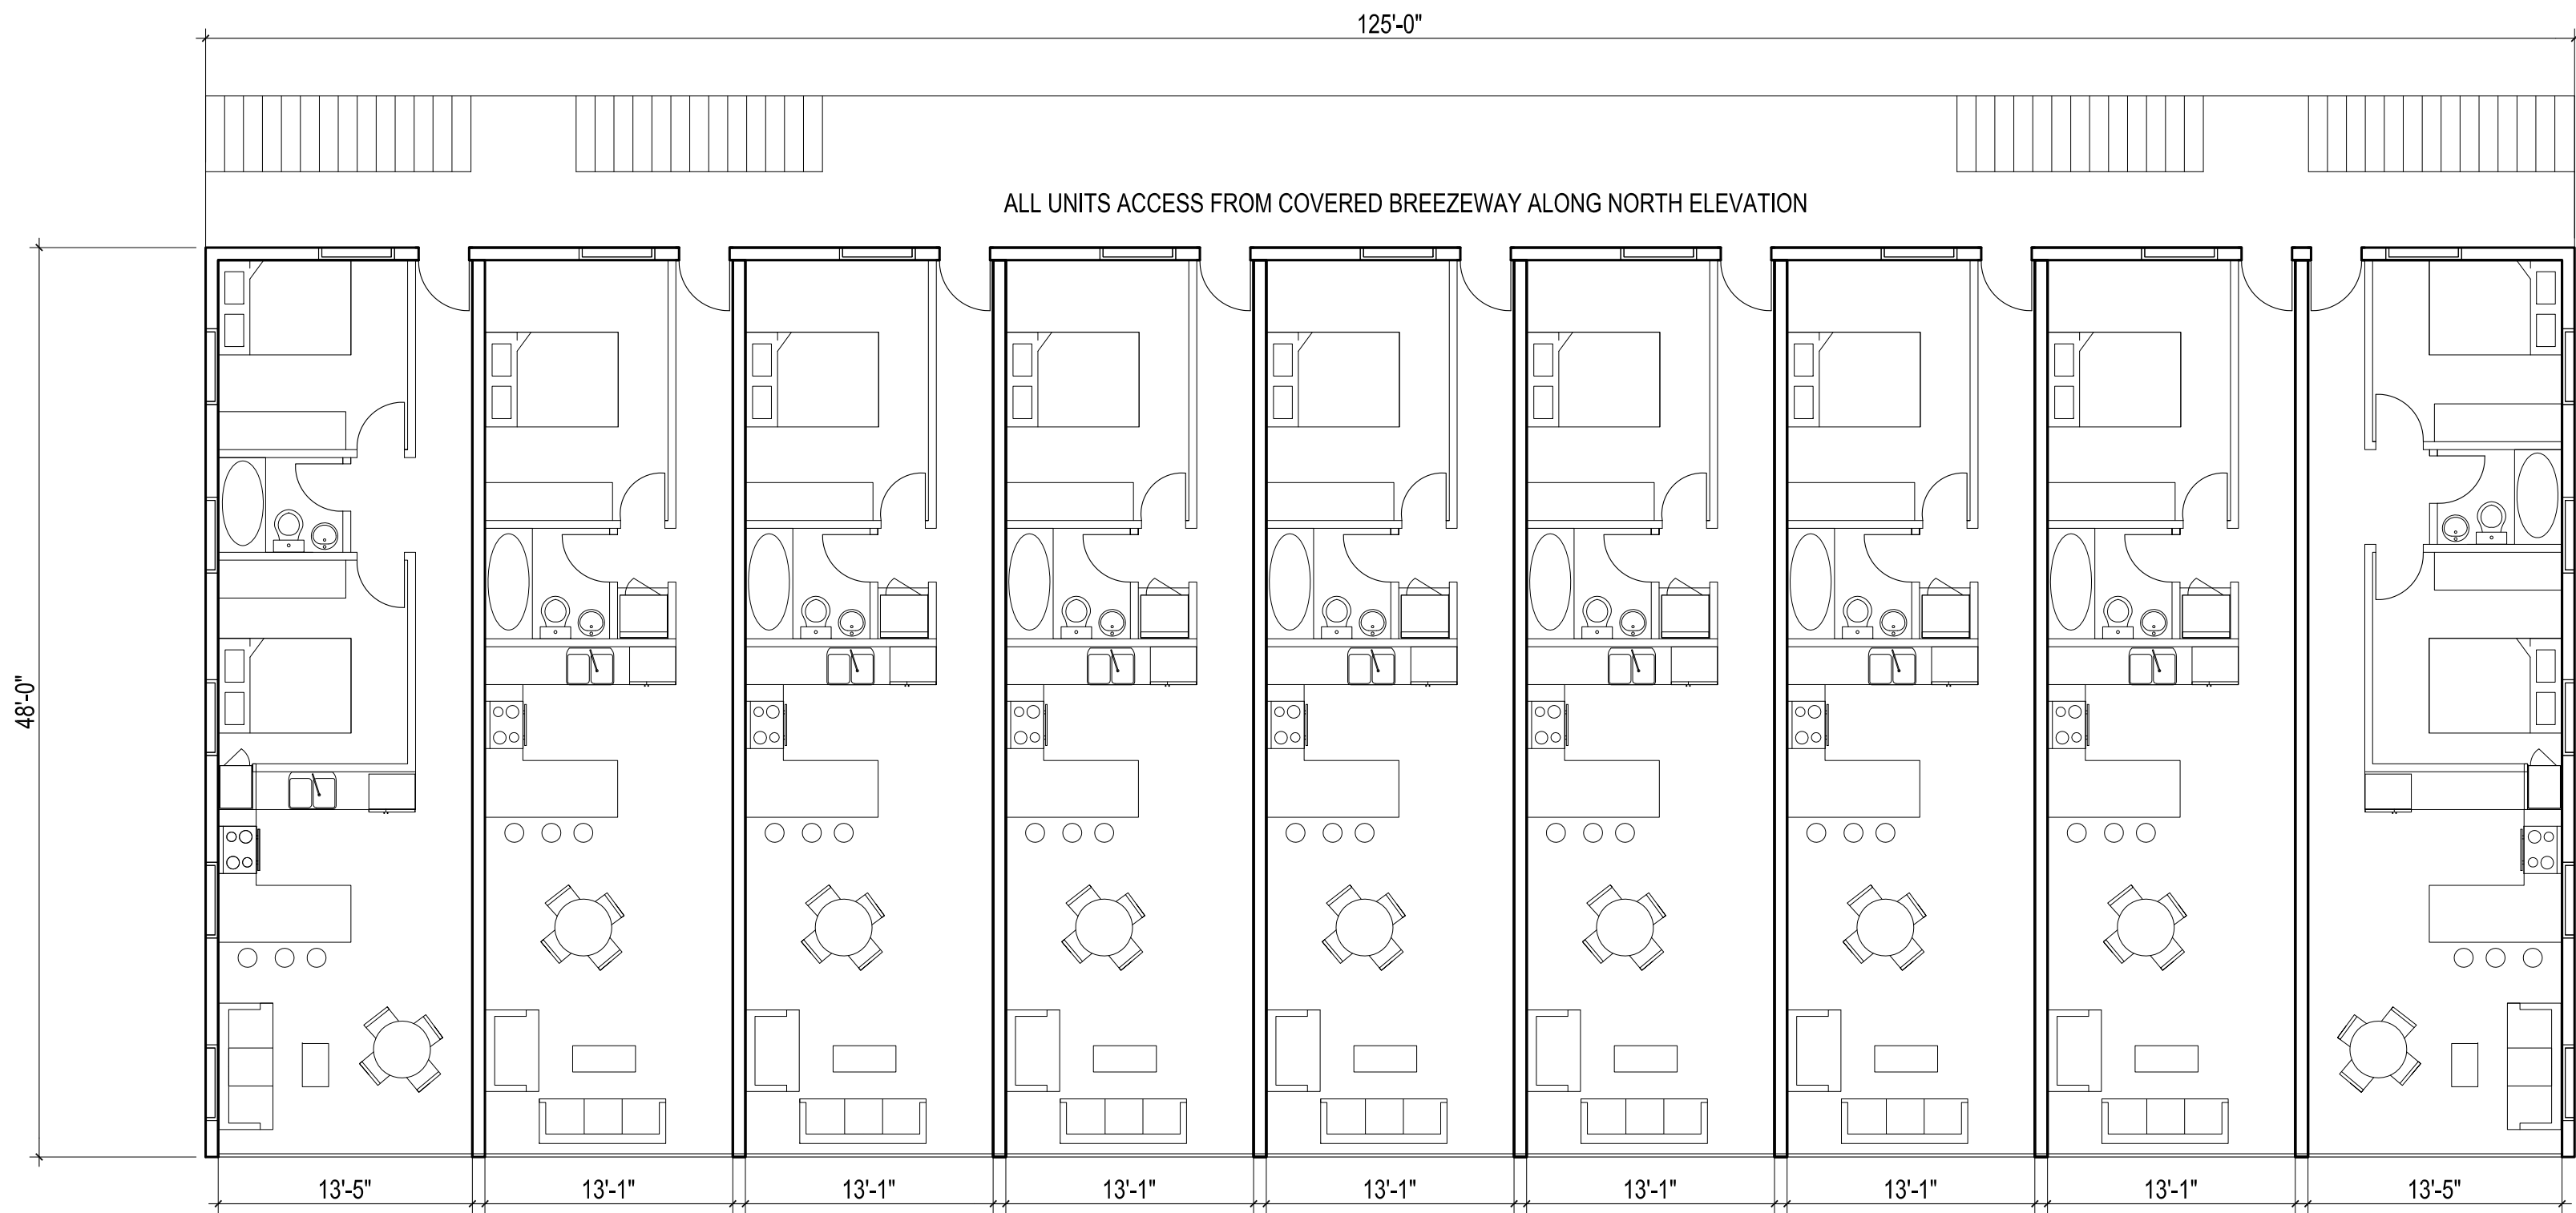 125'-0"
ALL UNITS ACCESS FROM COVERED BREEZEWAY ALONG NORTH ELEVATION
48'-0"
13'-5" 13'-1" 13'-1" 13'-1" 13'-1" 13'-1" 13'-1" 13'-1" 13'-5"